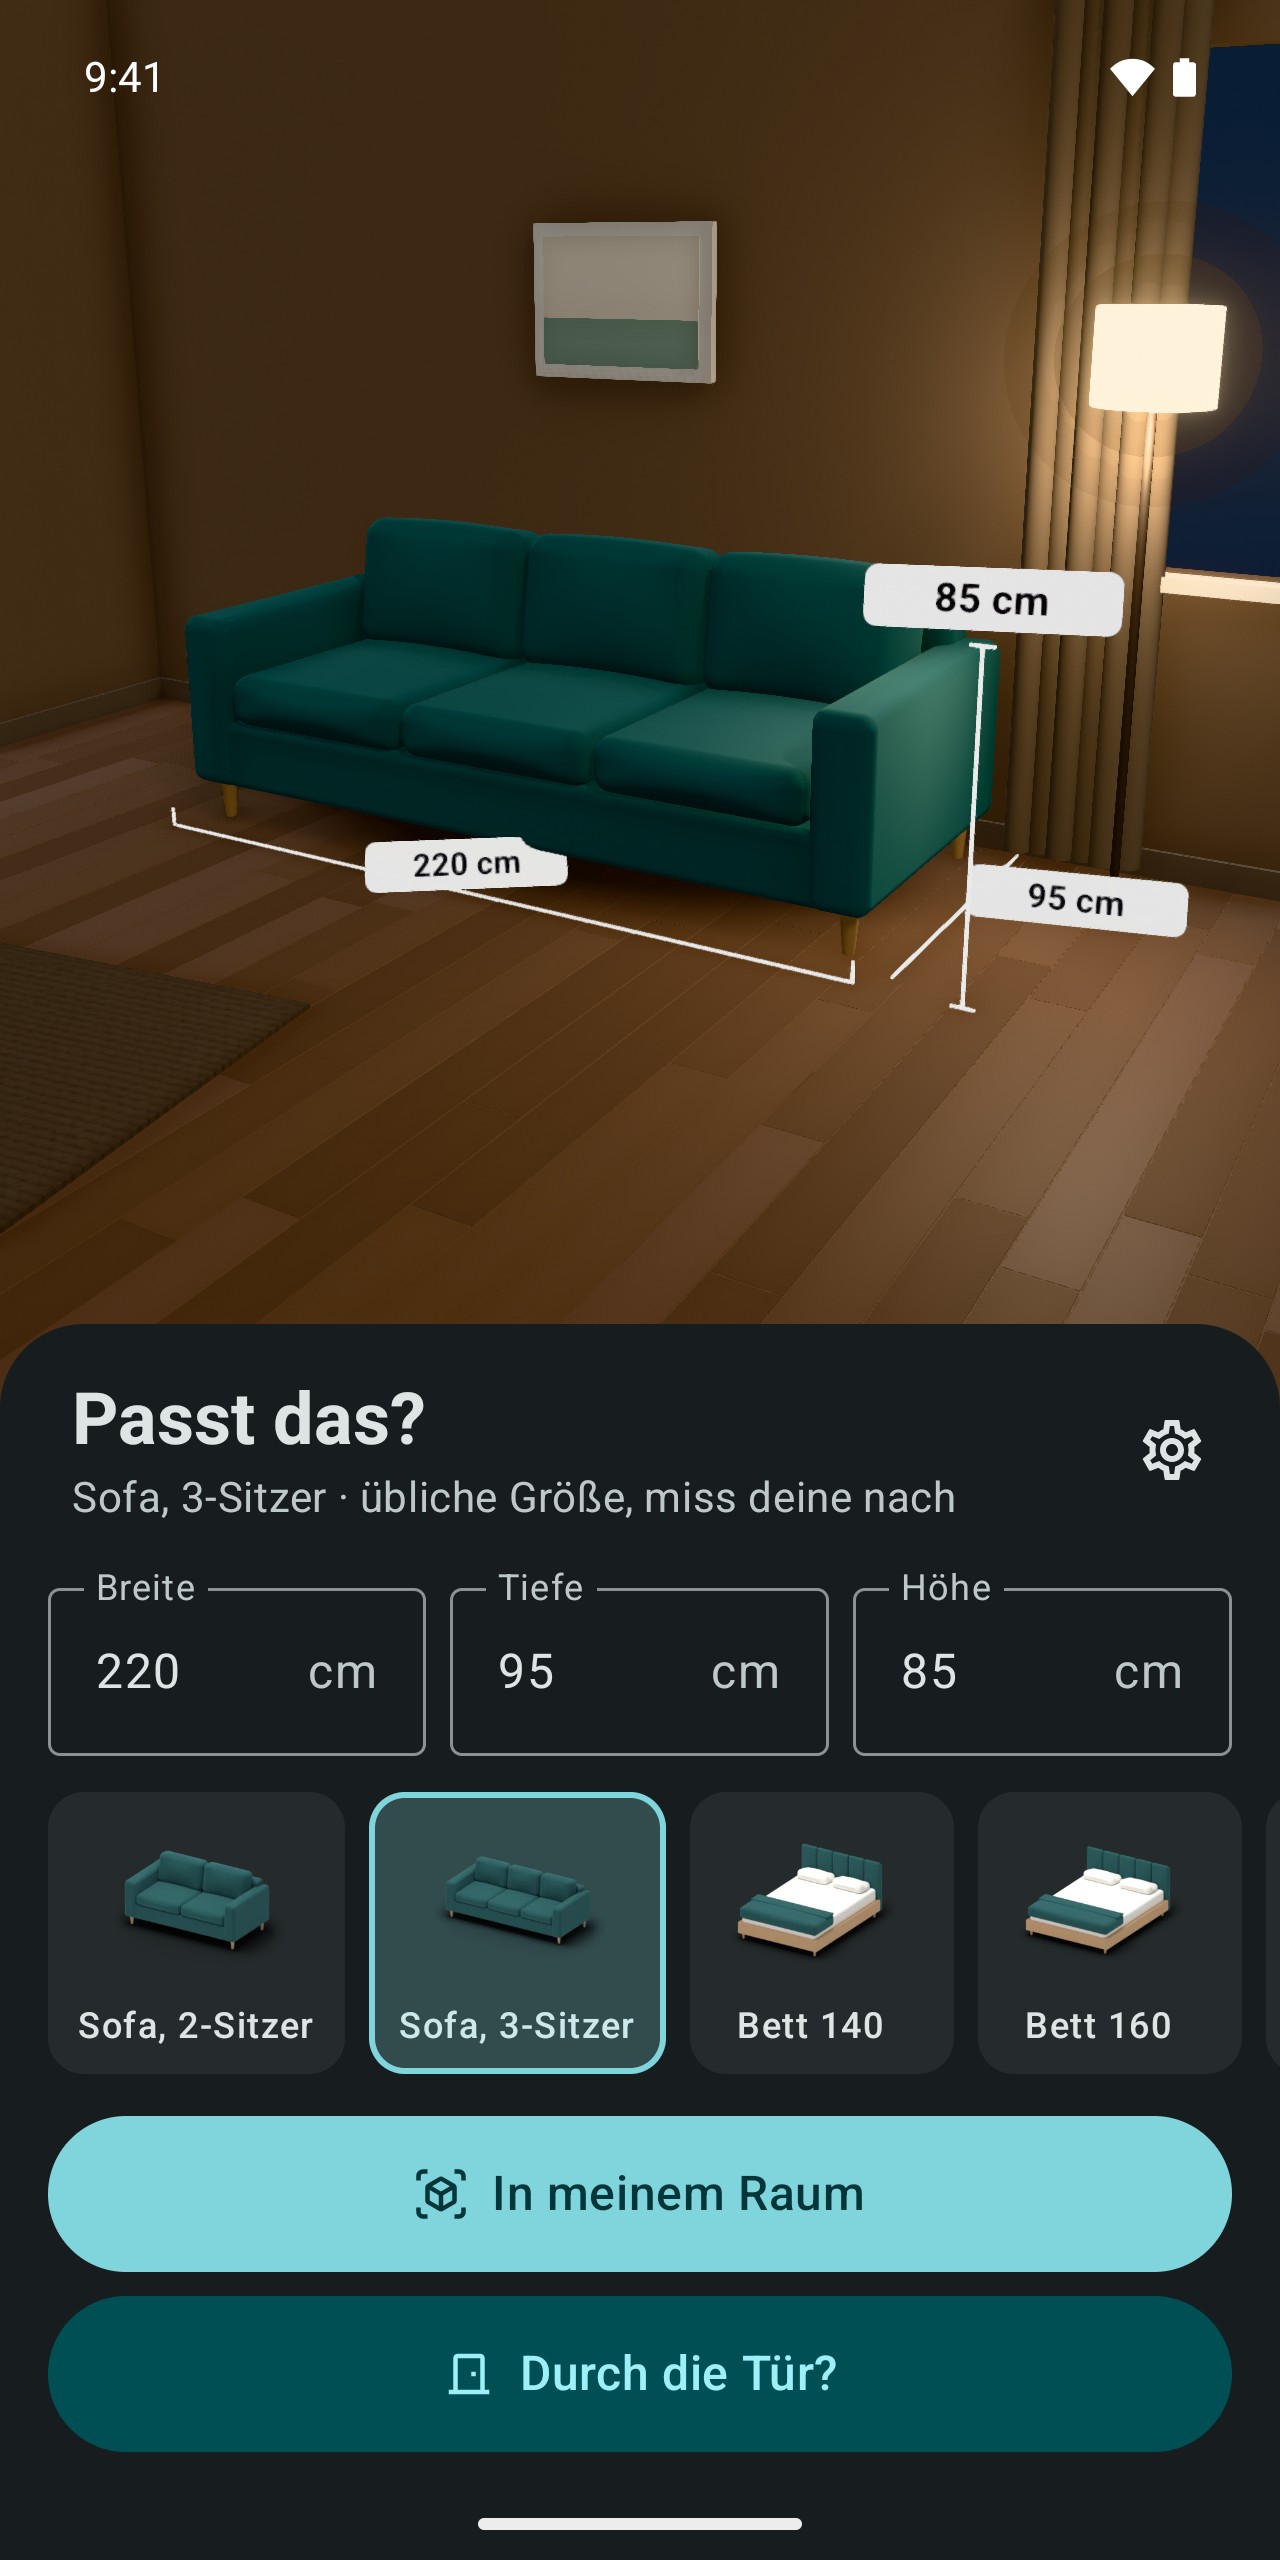 9:41
85 cm
220 cm
95 cm
Passt das?
Sofa, 3-Sitzer · übliche Größe, miss deine nach
Breite
Tiefe
Höhe
220 cm
95 cm
85 cm
Sofa, 2-Sitzer
Sofa, 3-Sitzer
Bett 140
Bett 160
In meinem Raum
Durch die Tür?